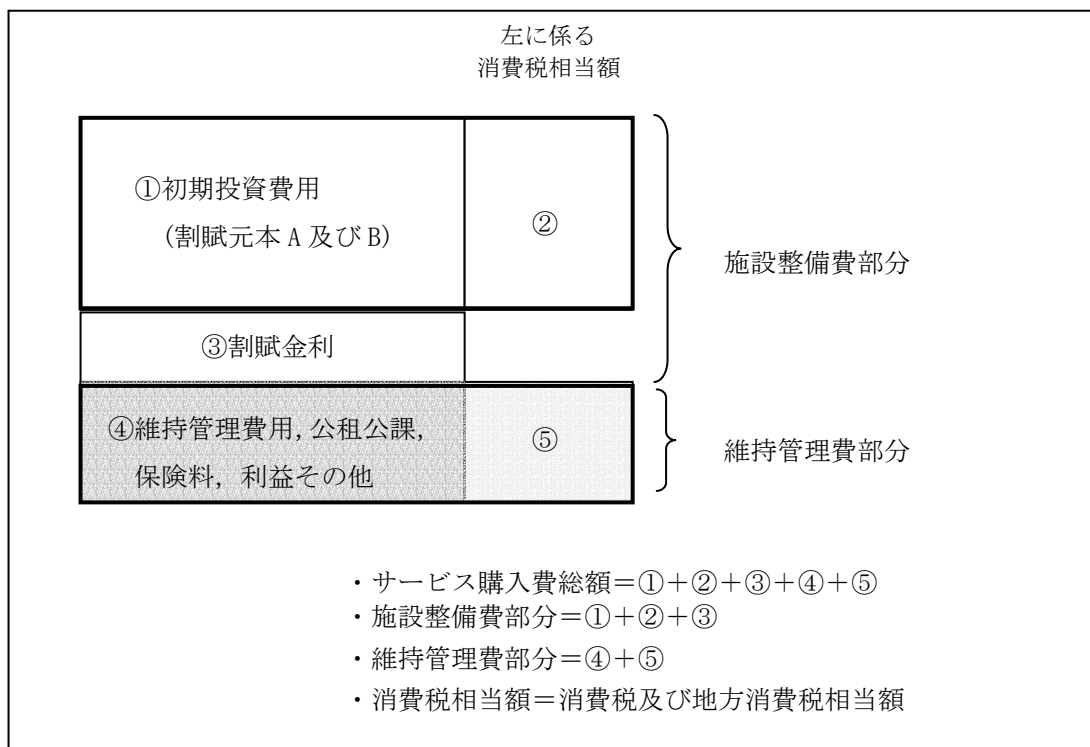 左に係る
消費税相当額
①初期投資費用
(割賦元本 A 及び B)
②
施設整備費部分
③割賦金利
④維持管理費用, 公租公課,
保険料, 利益その他
⑤
維持管理費部分
・サービス購入費総額＝①＋②＋③＋④＋⑤
・施設整備費部分＝①＋②＋③
・維持管理費部分＝④＋⑤
・消費税相当額＝消費税及び地方消費税相当額